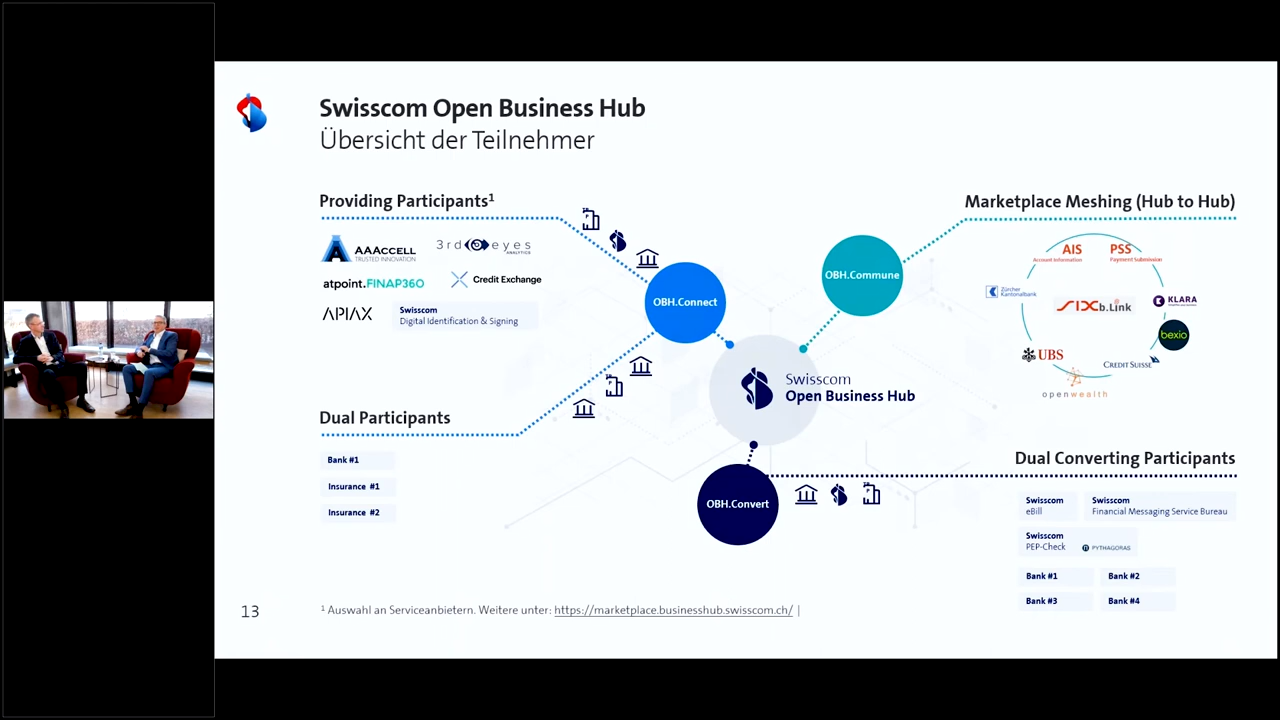 Swisscom Open Business Hub
Übersicht der Teilnehmer
Providing Participants¹
AAACCELL
TRUSTED INNOVATION
3rd eyes
ANALYTICS
atpoint.FINAP360
Credit Exchange
APIAX
Swisscom
Digital Identification & Signing
OBH.Connect
Dual Participants
Bank #1
Insurance #1
Insurance #2
Marketplace Meshing (Hub to Hub)
OBH.Commune
AIS
Account Information
PSS
Payment Submission
Zürcher
Kantonalbank
SIX b.Link
KLARA
bexio
UBS
CREDIT SUISSE
openwealth
Swisscom
Open Business Hub
Dual Converting Participants
OBH.Convert
Swisscom
eBill
Swisscom
Financial Messaging Service Bureau
Swisscom
PEP-Check
PYTHAGORAS
Bank #1
Bank #2
Bank #3
Bank #4
13
¹ Auswahl an Serviceanbietern. Weitere unter: https://marketplace.businesshub.swisscom.ch/ |